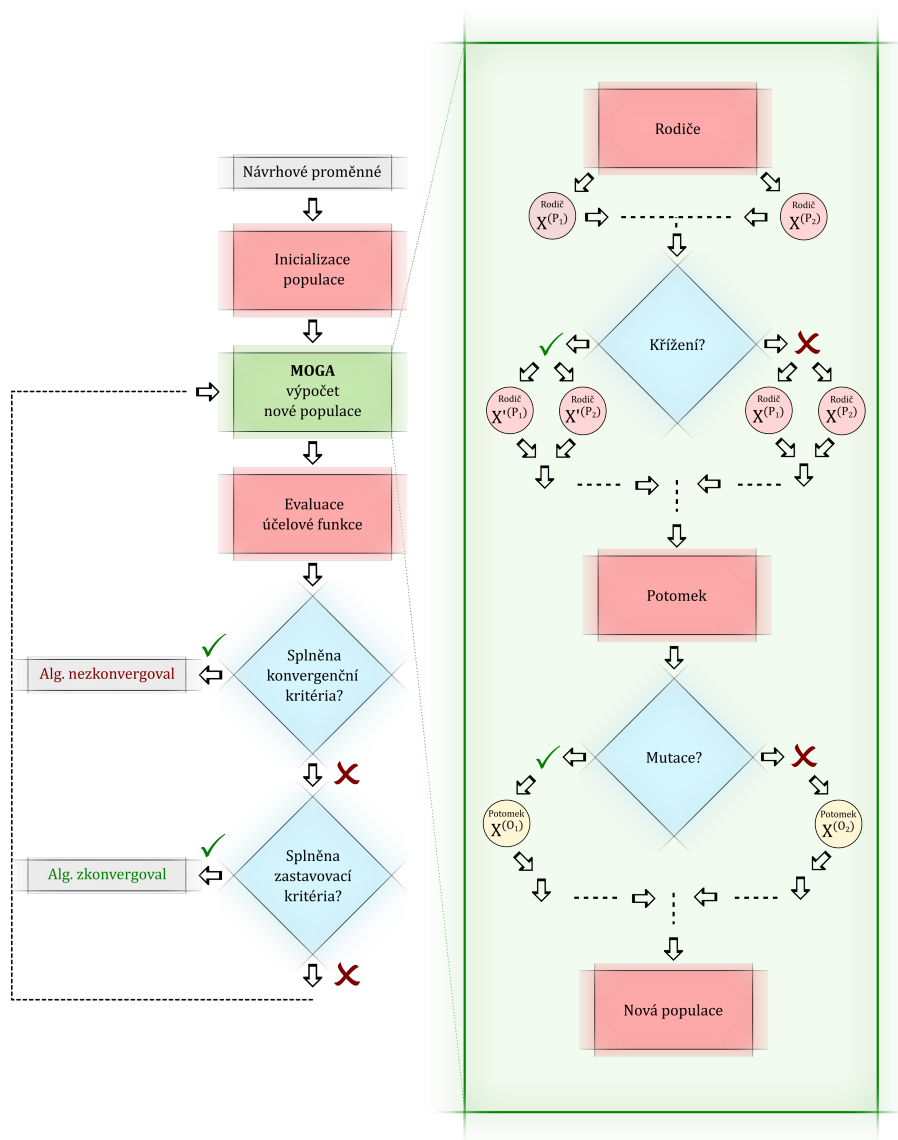 Návrhové proměnné
Inicializace
populace
MOGA
výpočet
nové populace
Evaluace
účelové funkce
Splněna
konvergenční
kritéria?
Alg. nezkonvergoval
Splněna
zastavovací
kritéria?
Alg. zkonvergoval
Rodiče
Rodič
X(P₁)
Rodič
X(P₂)
Křížení?
Rodič
X'(P₁)
Rodič
X'(P₂)
Rodič
X(P₁)
Rodič
X(P₂)
Potomek
Mutace?
Potomek
X(O₁)
Potomek
X(O₂)
Nová populace